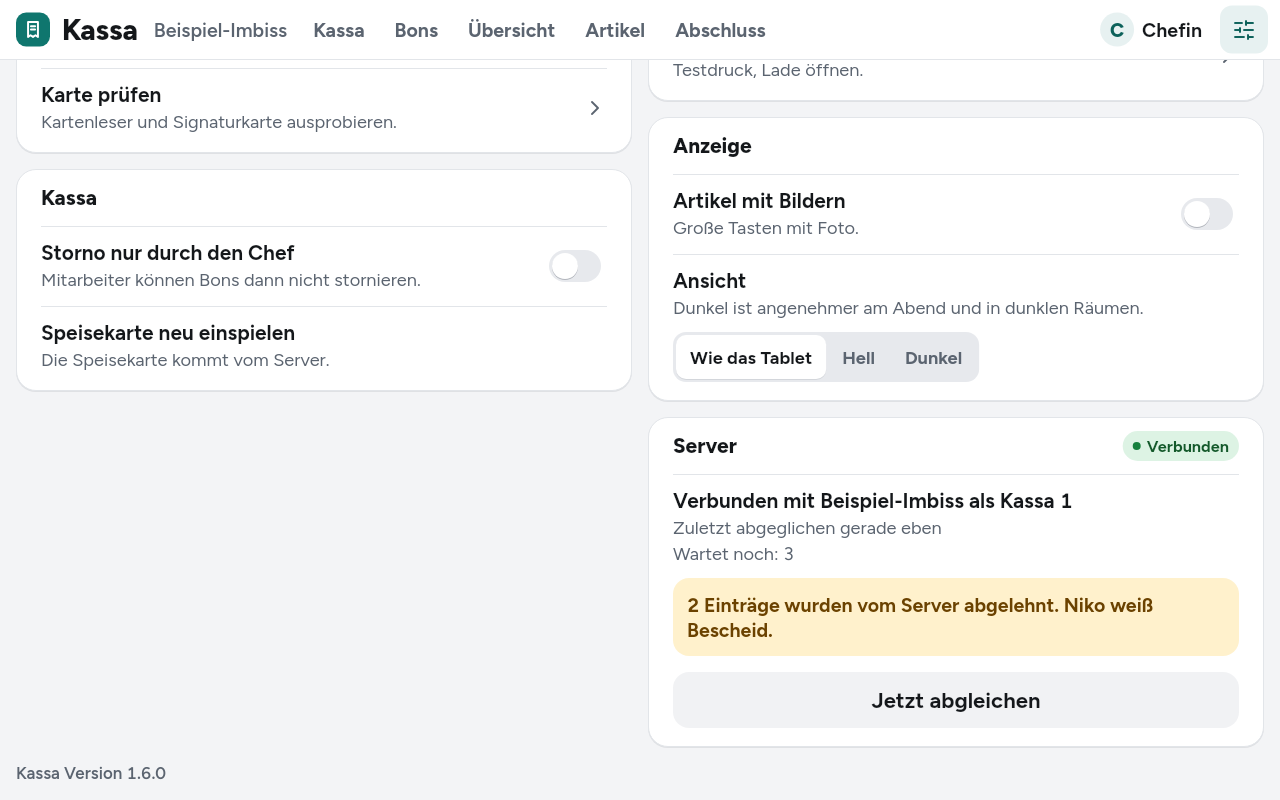 Kassa
Beispiel-Imbiss
Kassa
Bons
Übersicht
Artikel
Abschluss
C
Chefin
Karte prüfen
Kartenleser und Signaturkarte ausprobieren.
Kassa
Storno nur durch den Chef
Mitarbeiter können Bons dann nicht stornieren.
Speisekarte neu einspielen
Die Speisekarte kommt vom Server.
Testdruck, Lade öffnen.
Anzeige
Artikel mit Bildern
Große Tasten mit Foto.
Ansicht
Dunkel ist angenehmer am Abend und in dunklen Räumen.
Wie das Tablet
Hell
Dunkel
Server
Verbunden
Verbunden mit Beispiel-Imbiss als Kassa 1
Zuletzt abgeglichen gerade eben
Wartet noch: 3
2 Einträge wurden vom Server abgelehnt. Niko weiß
Bescheid.
Jetzt abgleichen
Kassa Version 1.6.0